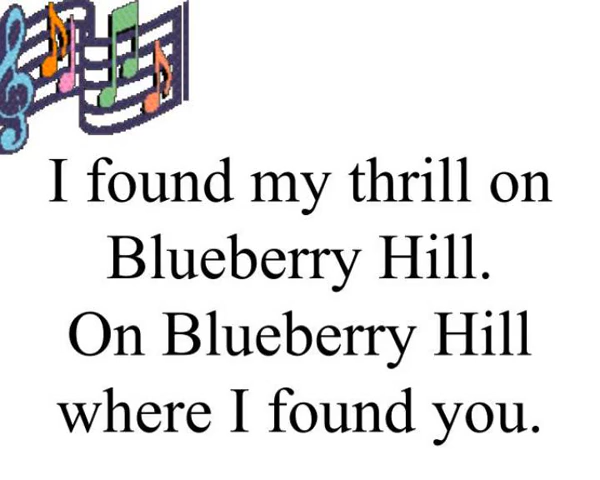 I found my thrill on
Blueberry Hill.
On Blueberry Hill
where I found you.